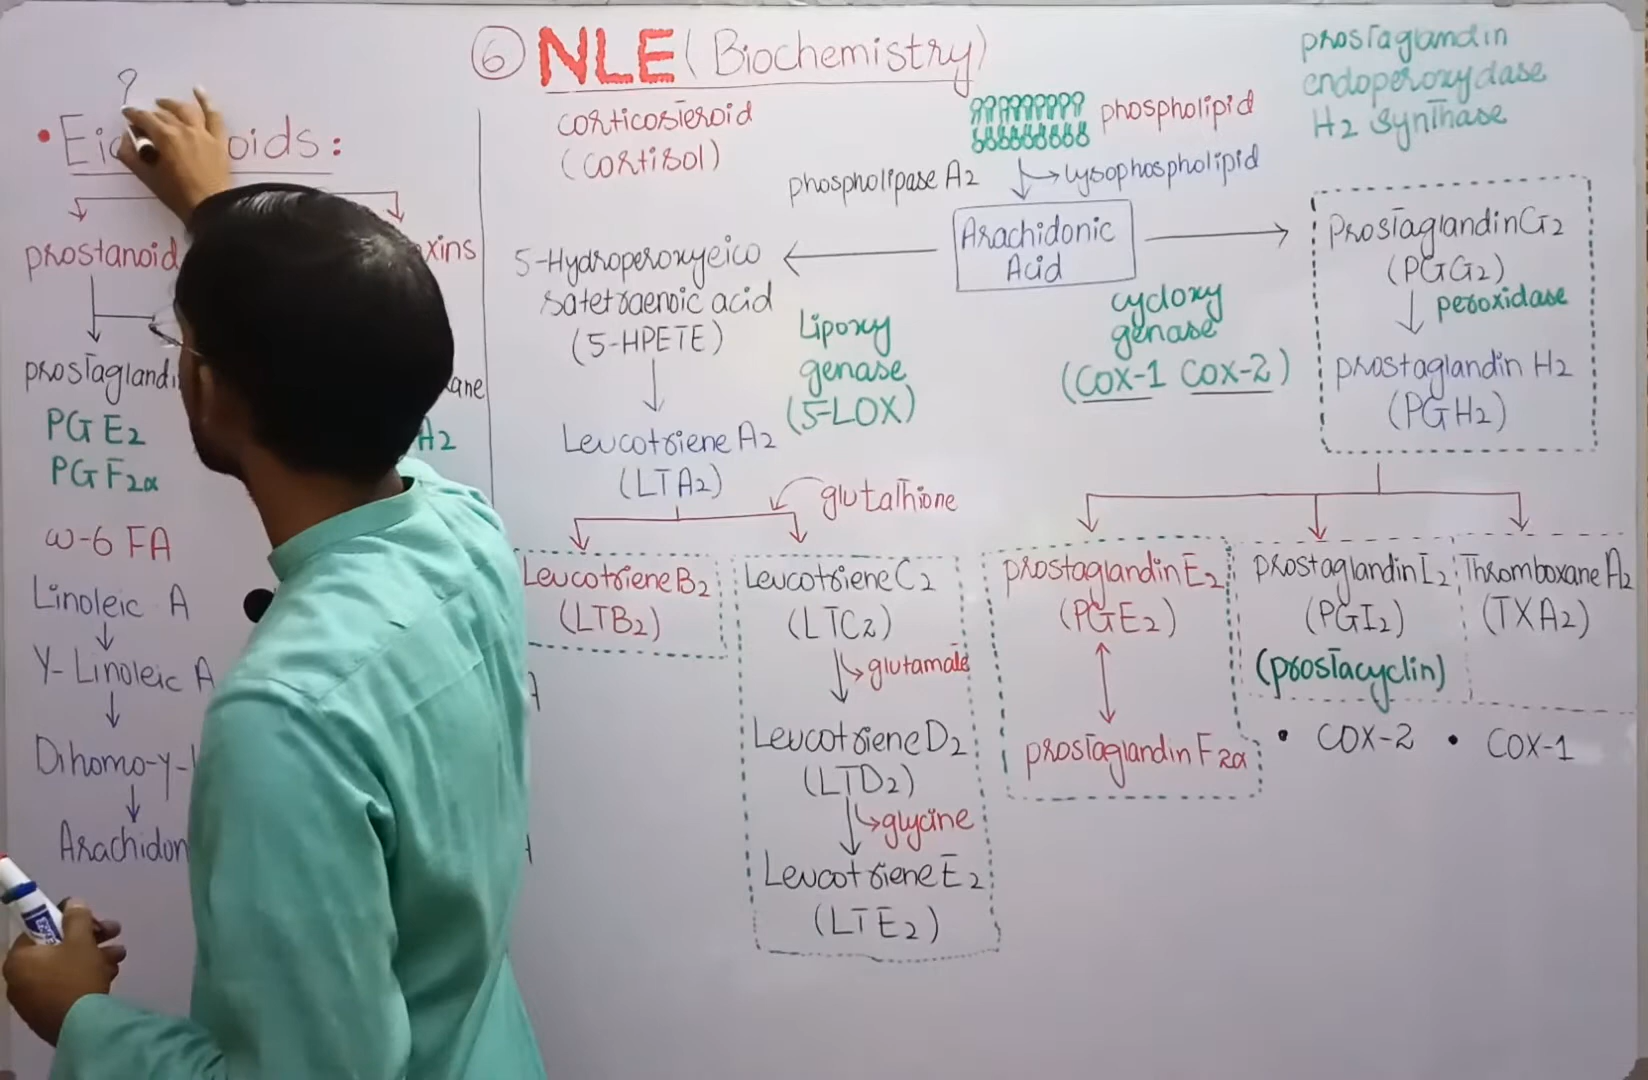 6 NLE (Biochemistry)
• Eic oids:
prostanoid
xins
prostaglandi
xane
PG E2
A2
PG F2α
ω-6 FA
Linoleic A
γ-Linoleic A
Dihomo-γ-
Arachidon
corticosteroid
(cortisol)
phospholipid
phospholipase A2
lysophospholipid
Arachidonic
Acid
5-Hydroperoxyeico
satetraenoic acid
(5-HPETE)
Lipoxy
genase
(5-LOX)
Leucotriene A2
(LTA2)
glutathione
Leucotriene B2
(LTB2)
Leucotriene C2
(LTC2)
glutamate
Leucotriene D2
(LTD2)
glycine
Leucotriene E2
(LTE2)
cycloxy
genase
(COX-1 COX-2)
prostaglandin
endoperoxydase
H2 synthase
Prostaglandin G2
(PGG2)
peroxidase
prostaglandin H2
(PGH2)
prostaglandin E2
(PGE2)
prostaglandin F2α
prostaglandin I2
(PGI2)
(prostacyclin)
• COX-2
Thromboxane A2
(TXA2)
• COX-1